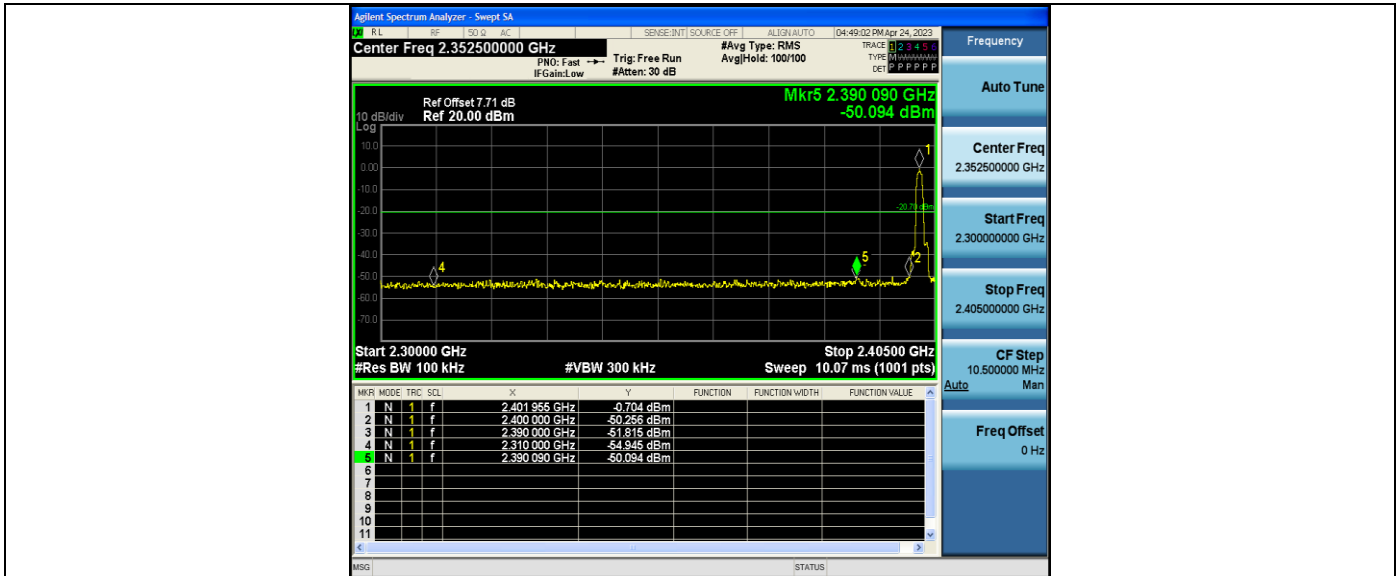 Agilent Spectrum Analyzer - Swept SA
RL RF 50 Ω AC SENSE:INT SOURCE OFF ALIGN AUTO 04:49:02 PM Apr 24, 2023
Center Freq 2.352500000 GHz
PNO: Fast
IFGain:Low
Trig: Free Run
#Atten: 30 dB
#Avg Type: RMS
Avg|Hold: 100/100
TRACE 1 2 3 4 5 6
TYPE M
DET P P P P P P
Mkr5 2.390 090 GHz
-50.094 dBm
Ref Offset 7.71 dB
10 dB/div Ref 20.00 dBm
Log
10.0
0.00
-10.0
-20.0
-30.0
-40.0
-50.0
-60.0
-70.0
1
2
4
5
Start 2.30000 GHz Stop 2.40500 GHz
#Res BW 100 kHz #VBW 300 kHz Sweep 10.07 ms (1001 pts)
MKR MODE TRC SCL X Y FUNCTION FUNCTION WIDTH FUNCTION VALUE
1 N 1 f 2.401 955 GHz -0.704 dBm
2 N 1 f 2.400 000 GHz -50.256 dBm
3 N 1 f 2.390 000 GHz -51.815 dBm
4 N 1 f 2.310 000 GHz -54.945 dBm
5 N 1 f 2.390 090 GHz -50.094 dBm
6
7
8
9
10
11
MSG STATUS
Frequency
Auto Tune
Center Freq
2.352500000 GHz
Start Freq
2.300000000 GHz
Stop Freq
2.405000000 GHz
CF Step
10.500000 MHz
Auto Man
Freq Offset
0 Hz